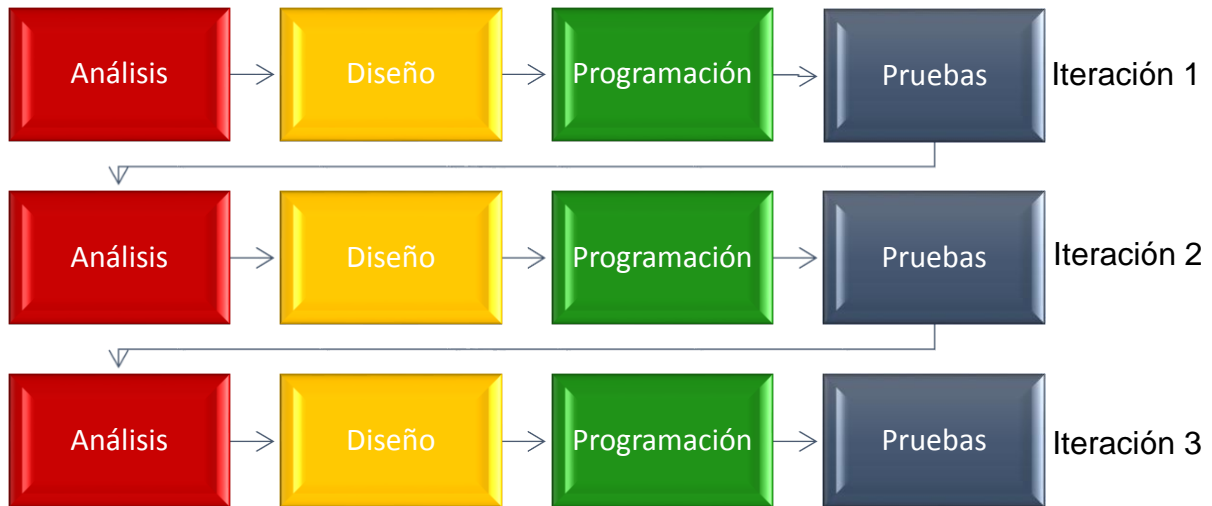 Análisis
Diseño
Programación
Pruebas
Iteración 1
Análisis
Diseño
Programación
Pruebas
Iteración 2
Análisis
Diseño
Programación
Pruebas
Iteración 3